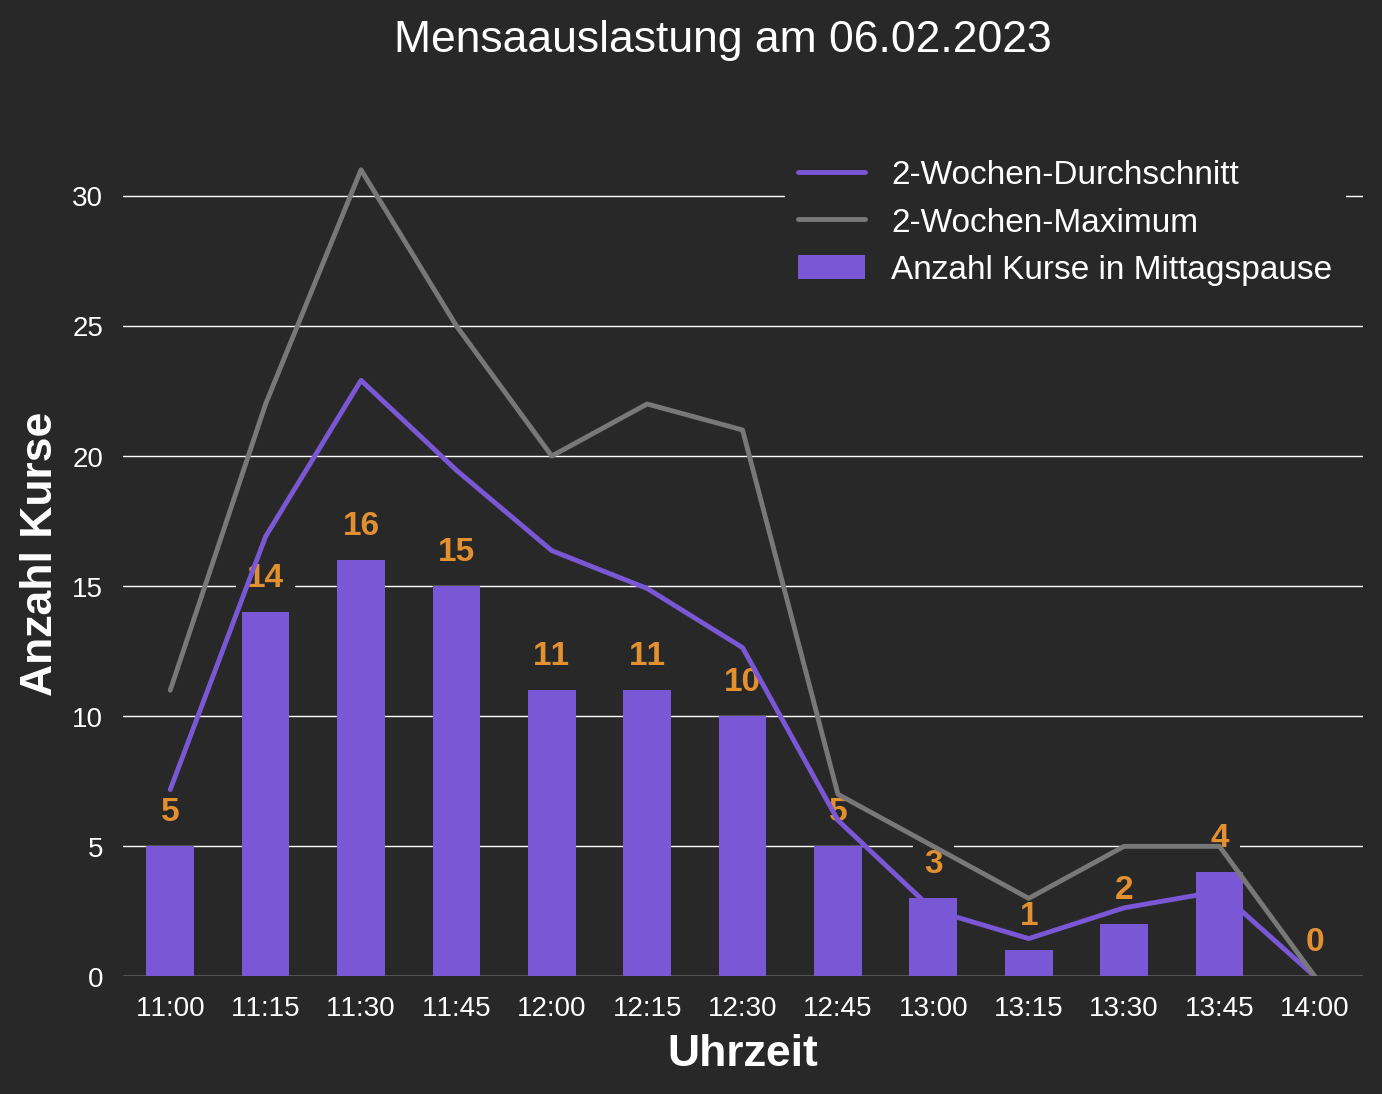 Mensaauslastung am 06.02.2023
2-Wochen-Durchschnitt
2-Wochen-Maximum
Anzahl Kurse in Mittagspause
Anzahl Kurse
30
25
20
15
10
5
0
5
14
16
15
11
11
10
5
3
1
2
4
0
11:00 11:15 11:30 11:45 12:00 12:15 12:30 12:45 13:00 13:15 13:30 13:45 14:00
Uhrzeit